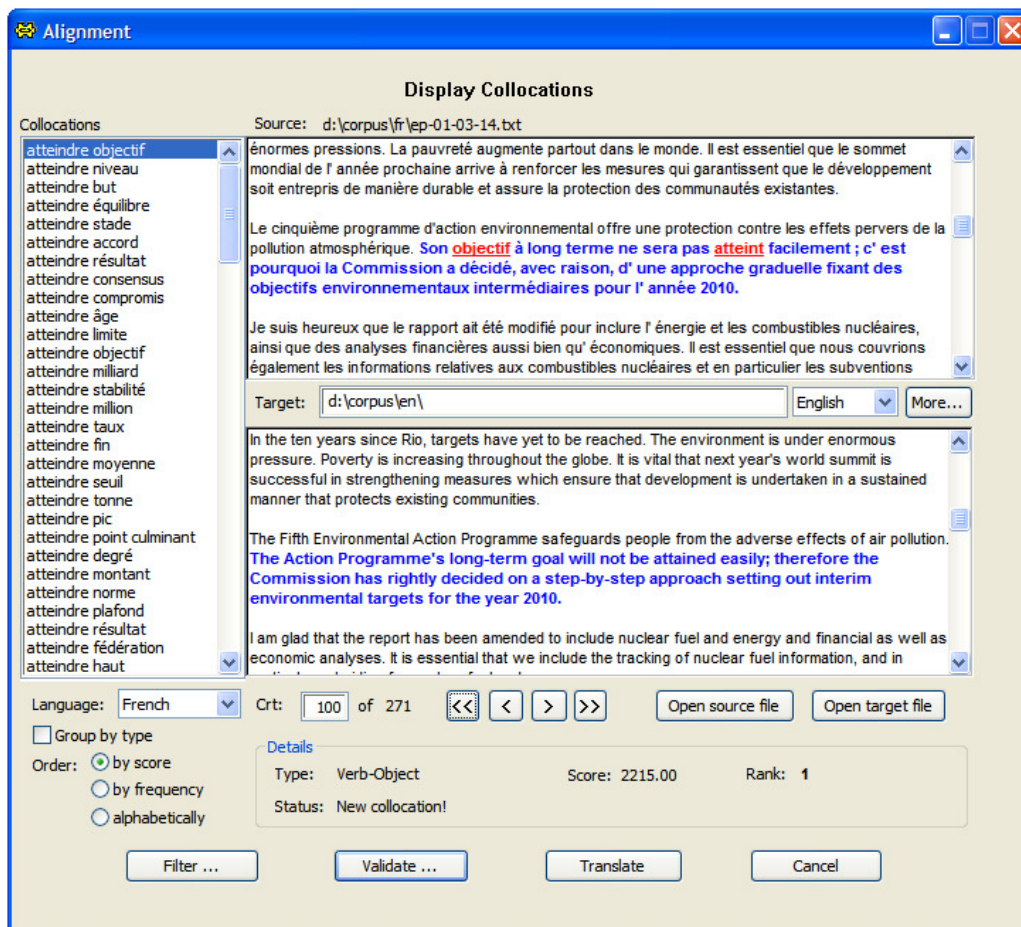 Alignment
Display Collocations
Collocations
Source: d:\corpus\fr\ep-01-03-14.txt
atteindre objectif
atteindre niveau
atteindre but
atteindre équilibre
atteindre stade
atteindre accord
atteindre résultat
atteindre consensus
atteindre compromis
atteindre âge
atteindre limite
atteindre objectif
atteindre milliard
atteindre stabilité
atteindre million
atteindre taux
atteindre fin
atteindre moyenne
atteindre seuil
atteindre tonne
atteindre pic
atteindre point culminant
atteindre degré
atteindre montant
atteindre norme
atteindre plafond
atteindre résultat
atteindre fédération
atteindre haut
énormes pressions. La pauvreté augmente partout dans le monde. Il est essentiel que le sommet
mondial de l' année prochaine arrive à renforcer les mesures qui garantissent que le développement
soit entrepris de manière durable et assure la protection des communautés existantes.
Le cinquième programme d'action environnemental offre une protection contre les effets pervers de la
pollution atmosphérique. Son objectif à long terme ne sera pas atteint facilement ; c' est
pourquoi la Commission a décidé, avec raison, d' une approche graduelle fixant des
objectifs environnementaux intermédiaires pour l' année 2010.
Je suis heureux que le rapport ait été modifié pour inclure l' énergie et les combustibles nucléaires,
ainsi que des analyses financières aussi bien qu' économiques. Il est essentiel que nous couvrions
également les informations relatives aux combustibles nucléaires et en particulier les subventions
Target: d:\corpus\en\ English More...
In the ten years since Rio, targets have yet to be reached. The environment is under enormous
pressure. Poverty is increasing throughout the globe. It is vital that next year's world summit is
successful in strengthening measures which ensure that development is undertaken in a sustained
manner that protects existing communities.
The Fifth Environmental Action Programme safeguards people from the adverse effects of air pollution.
The Action Programme's long-term goal will not be attained easily; therefore the
Commission has rightly decided on a step-by-step approach setting out interim
environmental targets for the year 2010.
I am glad that the report has been amended to include nuclear fuel and energy and financial as well as
economic analyses. It is essential that we include the tracking of nuclear fuel information, and in
Language: French
Crt: 100 of 271 << < > >> Open source file Open target file
Group by type
Order: by score
by frequency
alphabetically
Details
Type: Verb-Object Score: 2215.00 Rank: 1
Status: New collocation!
Filter ... Validate ... Translate Cancel